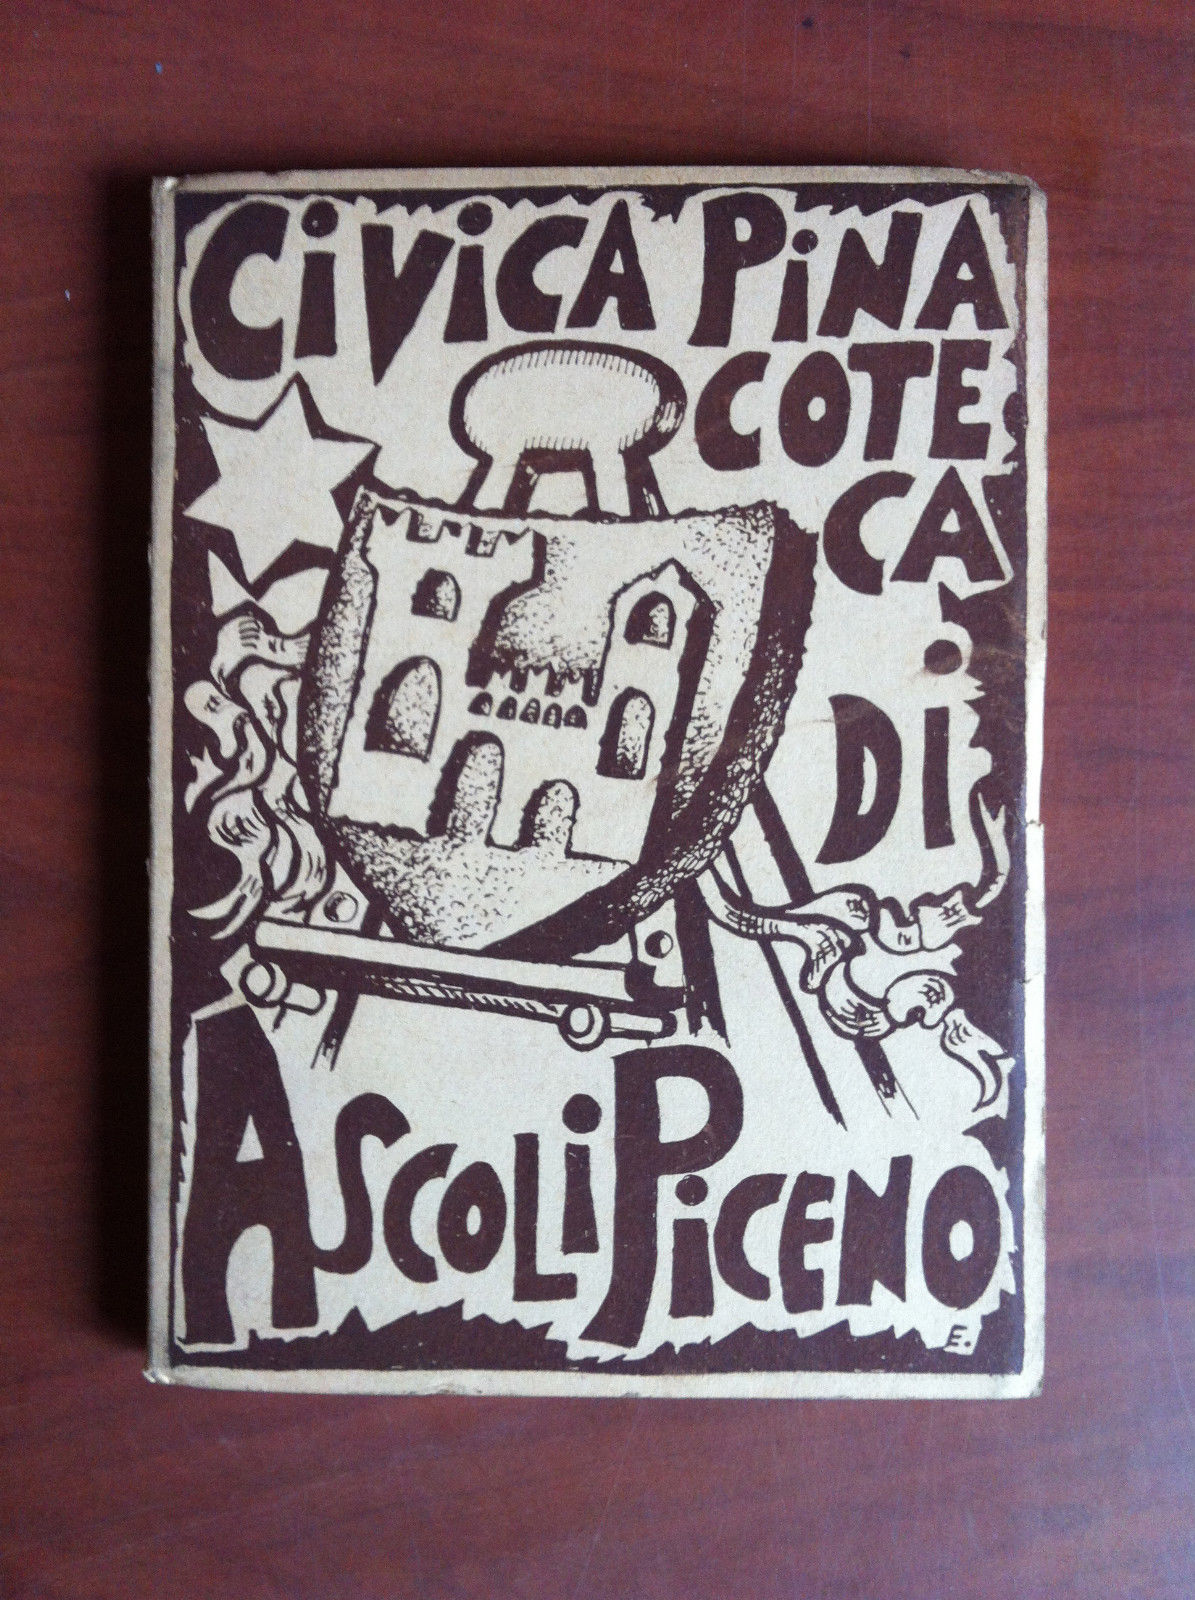 CiViCA PiNA
COTE
CA
Di
ASCOLi PiCENO
E.